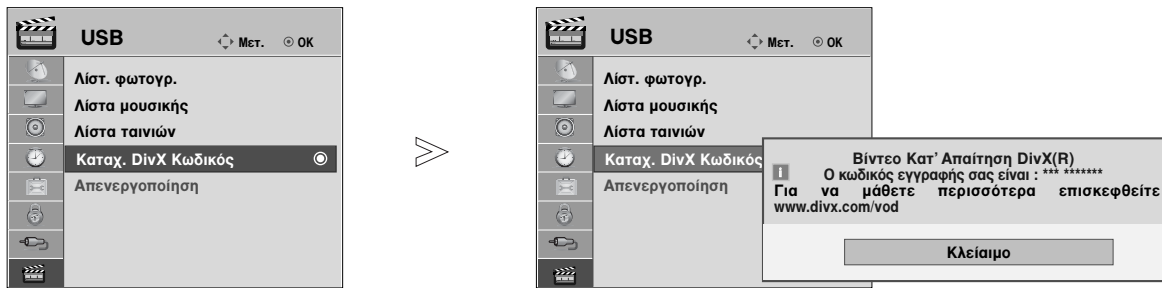 USB Μετ. OK
Λίστ. φωτογρ.
Λίστα μουσικής
Λίστα ταινιών
Καταχ. DivX Κωδικός
Απενεργοποίηση
USB Μετ. OK
Λίστ. φωτογρ.
Λίστα μουσικής
Λίστα ταινιών
Καταχ. DivX Κωδικός
Απενεργοποίηση
Βίντεο Κατ' Απαίτηση DivX(R)
Ο κωδικός εγγραφής σας είναι : *** *******
Για να μάθετε περισσότερα επισκεφθείτε
www.divx.com/vod
Κλείαιμο